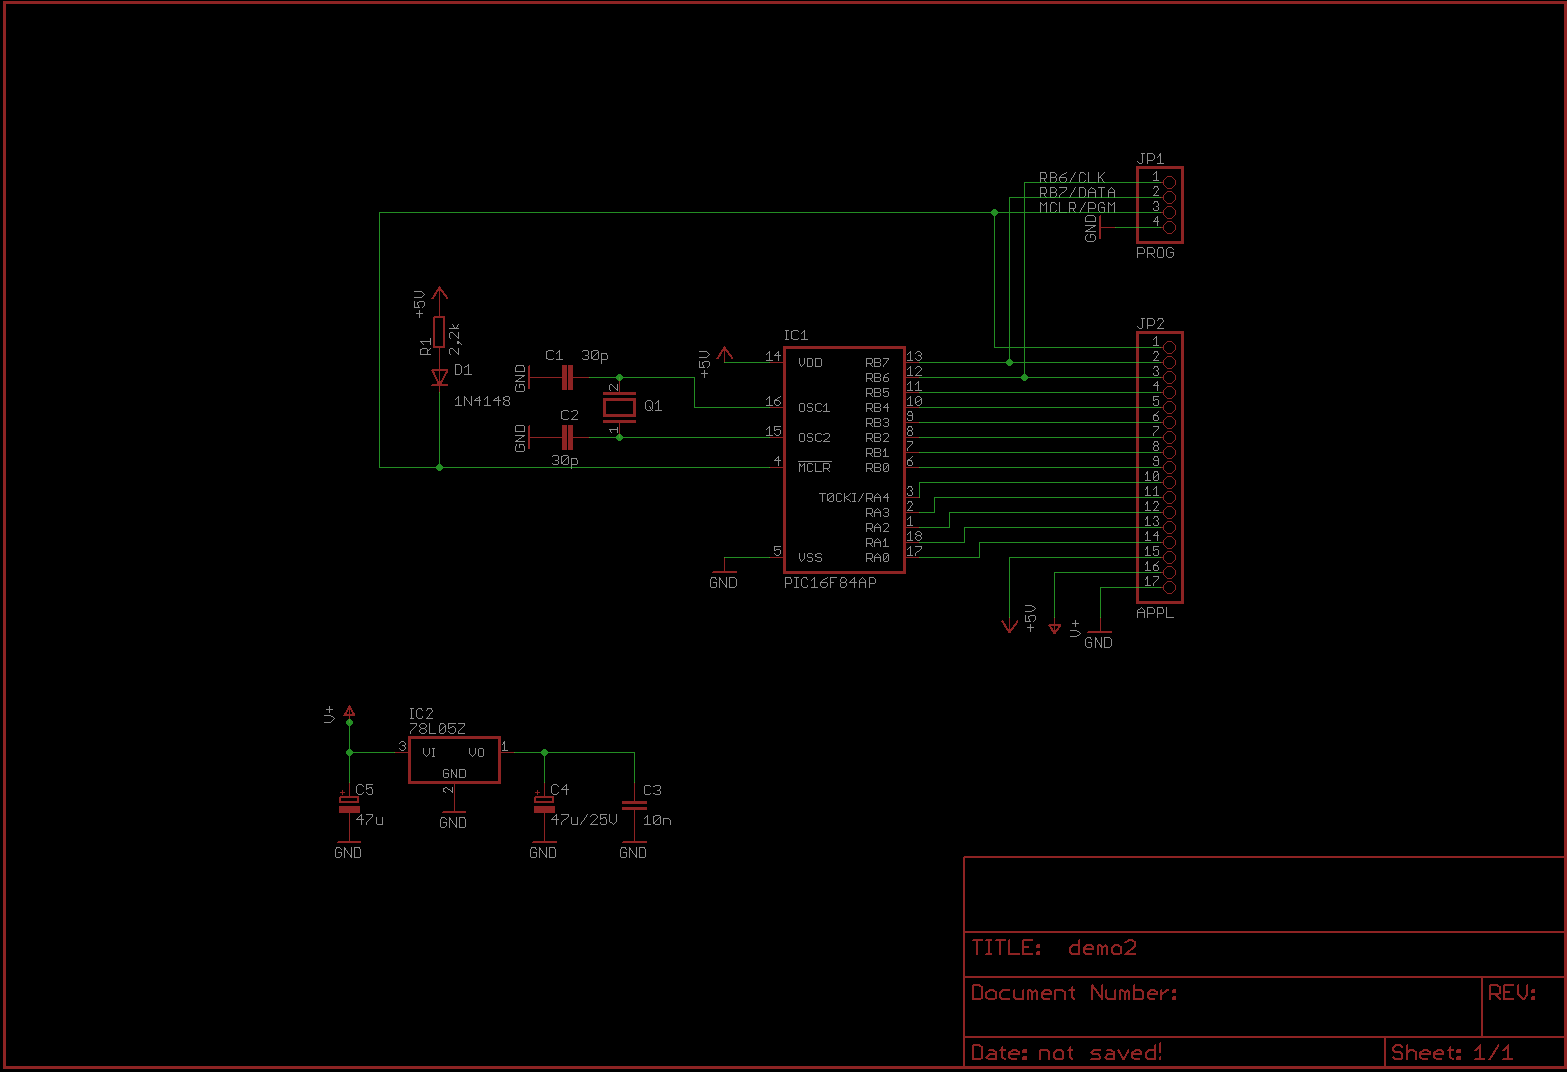 JP1
RB6/CLK 1
RB7/DATA 2
MCLR/PGM 3
GND 4
PROG
+5V
R1 2,2k
D1
1N4148
GND C1 30p
2
Q1
1
GND C2
30p
IC1
+5V 14 VDD
16 OSC1
15 OSC2
4 MCLR
5 VSS
GND
RB7 13
RB6 12
RB5 11
RB4 10
RB3 9
RB2 8
RB1 7
RB0 6
T0CKI/RA4 3
RA3 2
RA2 1
RA1 18
RA0 17
PIC16F84AP
JP2
1
2
3
4
5
6
7
8
9
10
11
12
13
14
15
16
17
APPL
+5V V+ GND
V+
IC2
78L05Z
3 VI VO 1
GND
2
GND
+ C5
47u
GND
+ C4
47u/25V
GND
C3
10n
GND
TITLE: demo2
Document Number: REV:
Date: not saved! Sheet: 1/1